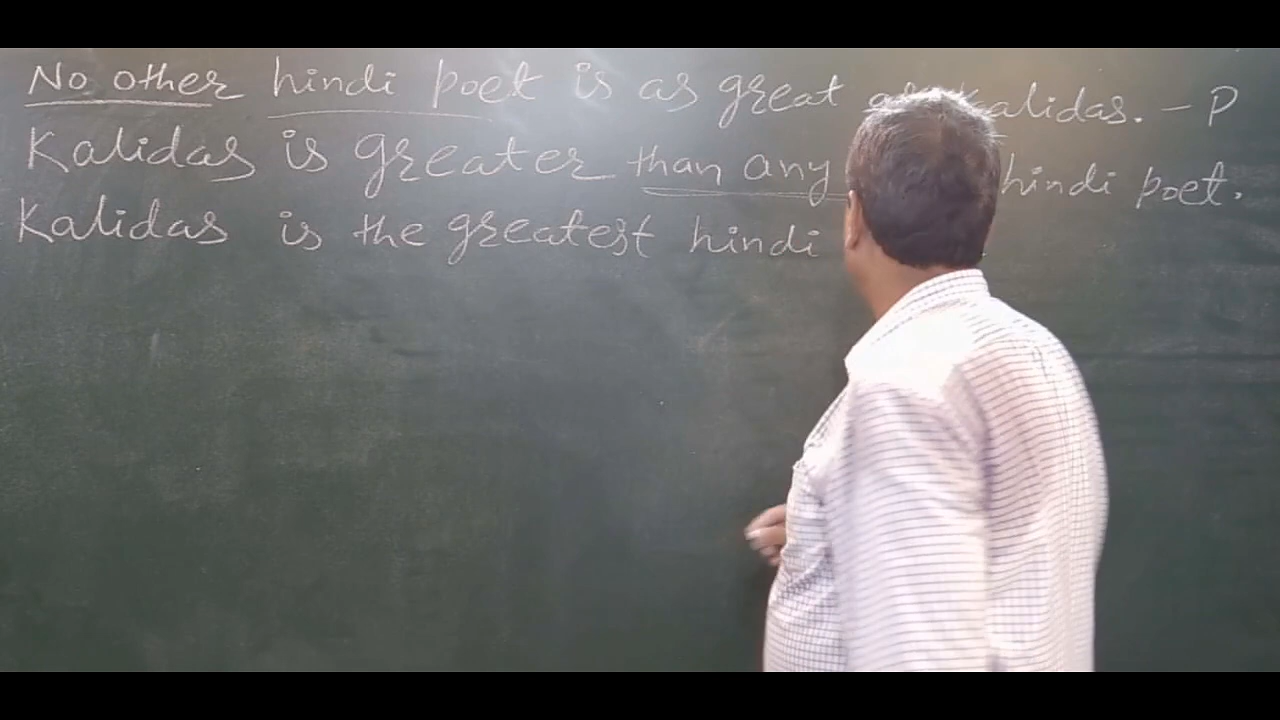 No other hindi poet is as great as Kalidas. - P
Kalidas is greater than any hindi poet.
Kalidas is the greatest hindi